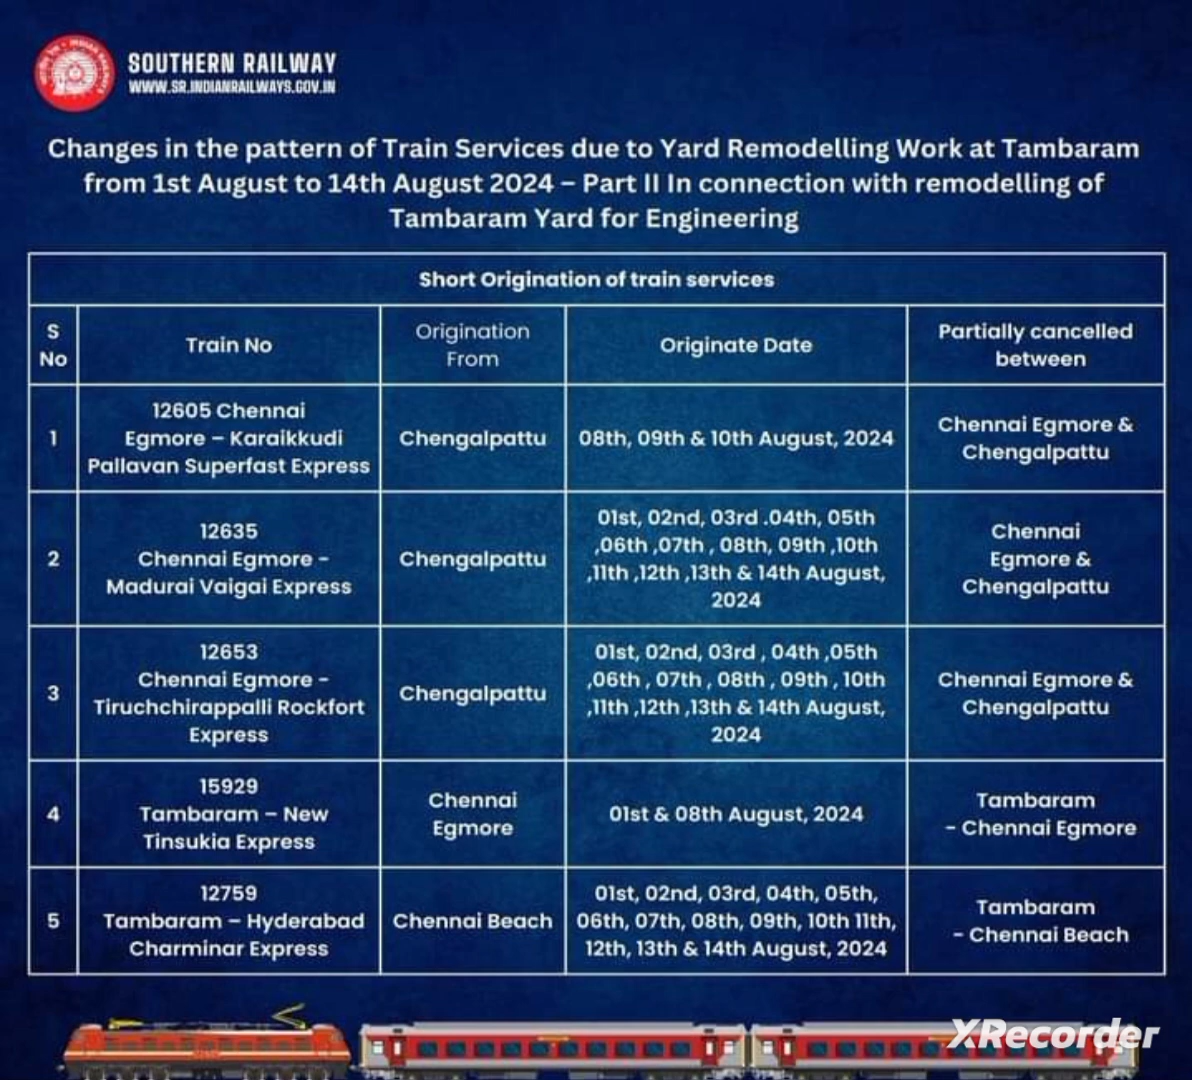 SOUTHERN RAILWAY
WWW.SR.INDIANRAILWAYS.GOV.IN
Changes in the pattern of Train Services due to Yard Remodelling Work at Tambaram
from 1st August to 14th August 2024 – Part II In connection with remodelling of
Tambaram Yard for Engineering
Short Origination of train services
S
No
Train No
Origination
From
Originate Date
Partially cancelled
between
1
12605 Chennai
Egmore – Karaikkudi
Pallavan Superfast Express
Chengalpattu
08th, 09th & 10th August, 2024
Chennai Egmore &
Chengalpattu
2
12635
Chennai Egmore -
Madurai Vaigai Express
Chengalpattu
01st, 02nd, 03rd .04th, 05th
,06th ,07th , 08th, 09th ,10th
,11th ,12th ,13th & 14th August,
2024
Chennai
Egmore &
Chengalpattu
3
12653
Chennai Egmore -
Tiruchchirappalli Rockfort
Express
Chengalpattu
01st, 02nd, 03rd , 04th ,05th
,06th , 07th , 08th , 09th , 10th
,11th ,12th ,13th & 14th August,
2024
Chennai Egmore &
Chengalpattu
4
15929
Tambaram – New
Tinsukia Express
Chennai
Egmore
01st & 08th August, 2024
Tambaram
- Chennai Egmore
5
12759
Tambaram – Hyderabad
Charminar Express
Chennai Beach
01st, 02nd, 03rd, 04th, 05th,
06th, 07th, 08th, 09th, 10th 11th,
12th, 13th & 14th August, 2024
Tambaram
- Chennai Beach
XRecorder